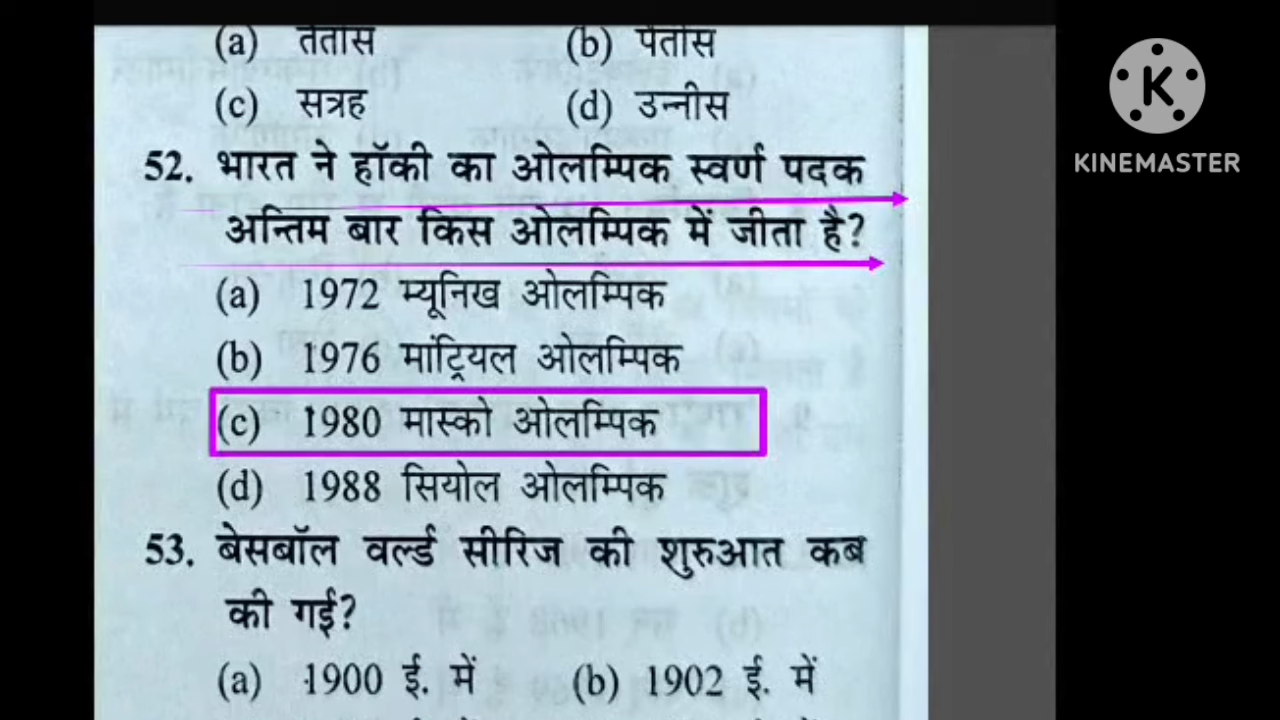 (a) तैंतीस (b) पैंतीस
(c) सत्रह (d) उन्नीस
52. भारत ने हॉकी का ओलम्पिक स्वर्ण पदक
अन्तिम बार किस ओलम्पिक में जीता है?
(a) 1972 म्यूनिख ओलम्पिक
(b) 1976 मांट्रियल ओलम्पिक
(c) 1980 मास्को ओलम्पिक
(d) 1988 सियोल ओलम्पिक
53. बेसबॉल वर्ल्ड सीरिज की शुरुआत कब
की गई?
(a) 1900 ई. में (b) 1902 ई. में
K
KINEMASTER